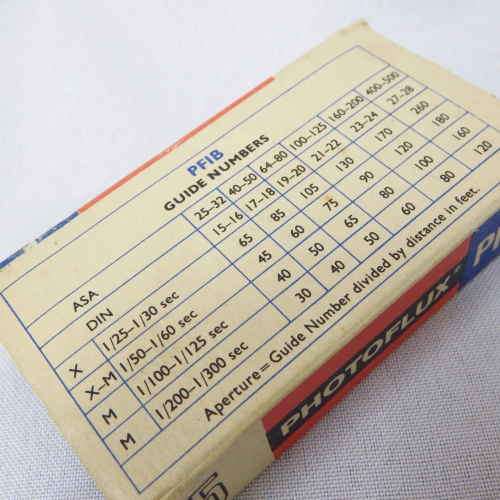 PFIB
GUIDE NUMBERS
ASA 25–32 40–50 64–80 100–125 160–200 400–500
DIN 15–16 17–18 19–20 21–22 23–24 27–28
X 1/25–1/30 sec 65 85 105 130 170 260
X–M 1/50–1/60 sec 45 60 75 90 120 180
M 1/100–1/125 sec 40 50 65 80 100 160
M 1/200–1/300 sec 30 40 50 60 80 120
Aperture = Guide Number divided by distance in feet.
5 PHOTOFLUX